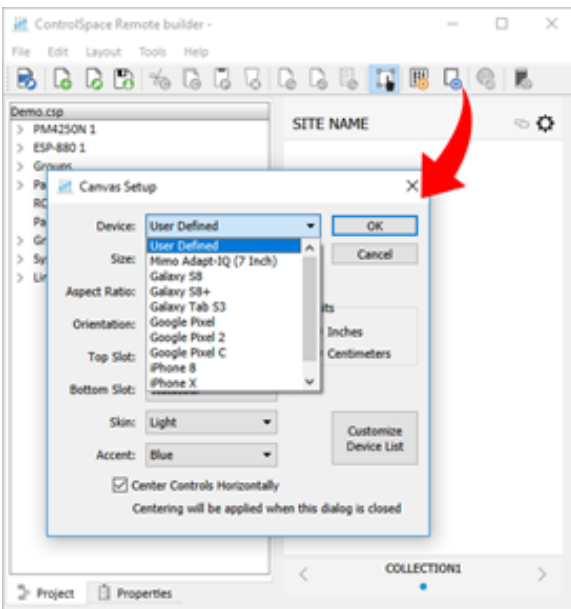 ControlSpace Remote builder -
File Edit Layout Tools Help
Demo.csp
PM4250N 1
ESP-880 1
Groups
SITE NAME
Canvas Setup
Device: User Defined OK
User Defined
Mimo Adapt-IQ (7 Inch)
Galaxy S8
Galaxy S8+
Galaxy Tab S3
Google Pixel
Google Pixel 2
Google Pixel C
iPhone 8
iPhone X
Size: Cancel
Aspect Ratio:
Orientation: Inches
Top Slot: Centimeters
Bottom Slot:
Skin: Light
Customize
Device List
Accent: Blue
Center Controls Horizontally
Centering will be applied when this dialog is closed
COLLECTION1
Project Properties